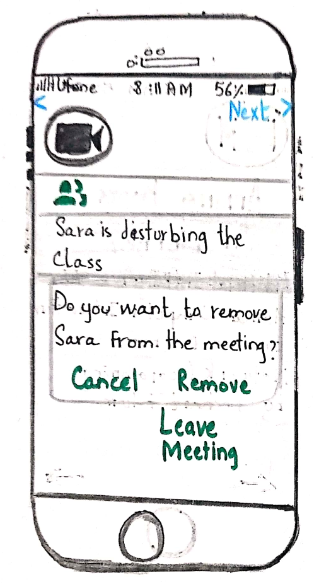 Ufone 8:11 AM 56%
< Next >
Sara is disturbing the
Class
Do you want to remove
Sara From the meeting?
Cancel Remove
Leave
Meeting